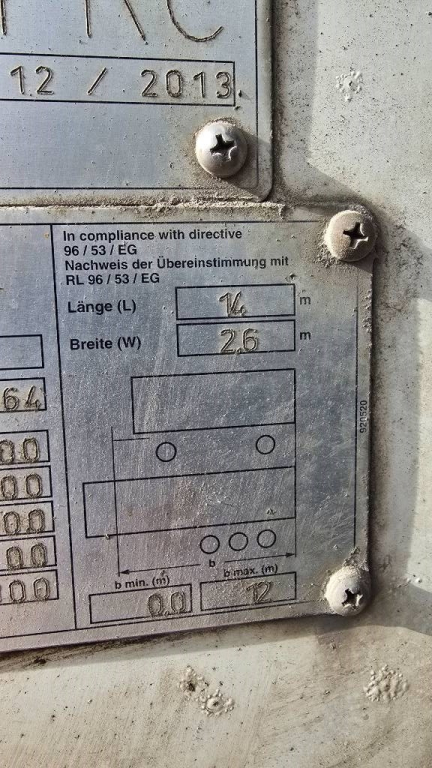 12 / 2013
In compliance with directive
96 / 53 / EG
Nachweis der Übereinstimmung mit
RL 96 / 53 / EG
Länge (L) 14 m
Breite (W) 2.6 m
64
00
00
00
00
00
920520
b
b min. (m) b max. (m)
0.0 12